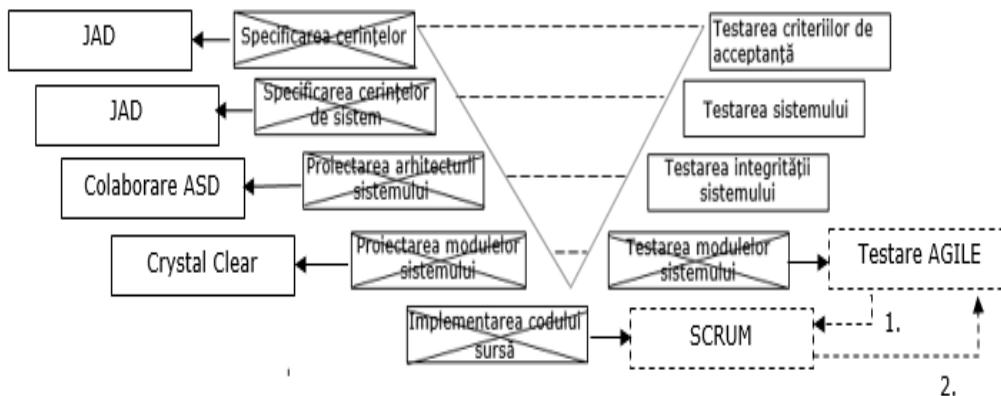 JAD
Specificarea cerințelor
Testarea criteriilor de
acceptanță
JAD
Specificarea cerințelor
de sistem
Testarea sistemului
Colaborare ASD
Proiectarea arhitecturii
sistemului
Testarea integrității
sistemului
Crystal Clear
Proiectarea modulelor
sistemului
Testarea modulelor
sistemului
Testare AGILE
Implementarea codului
sursă
SCRUM
1.
2.